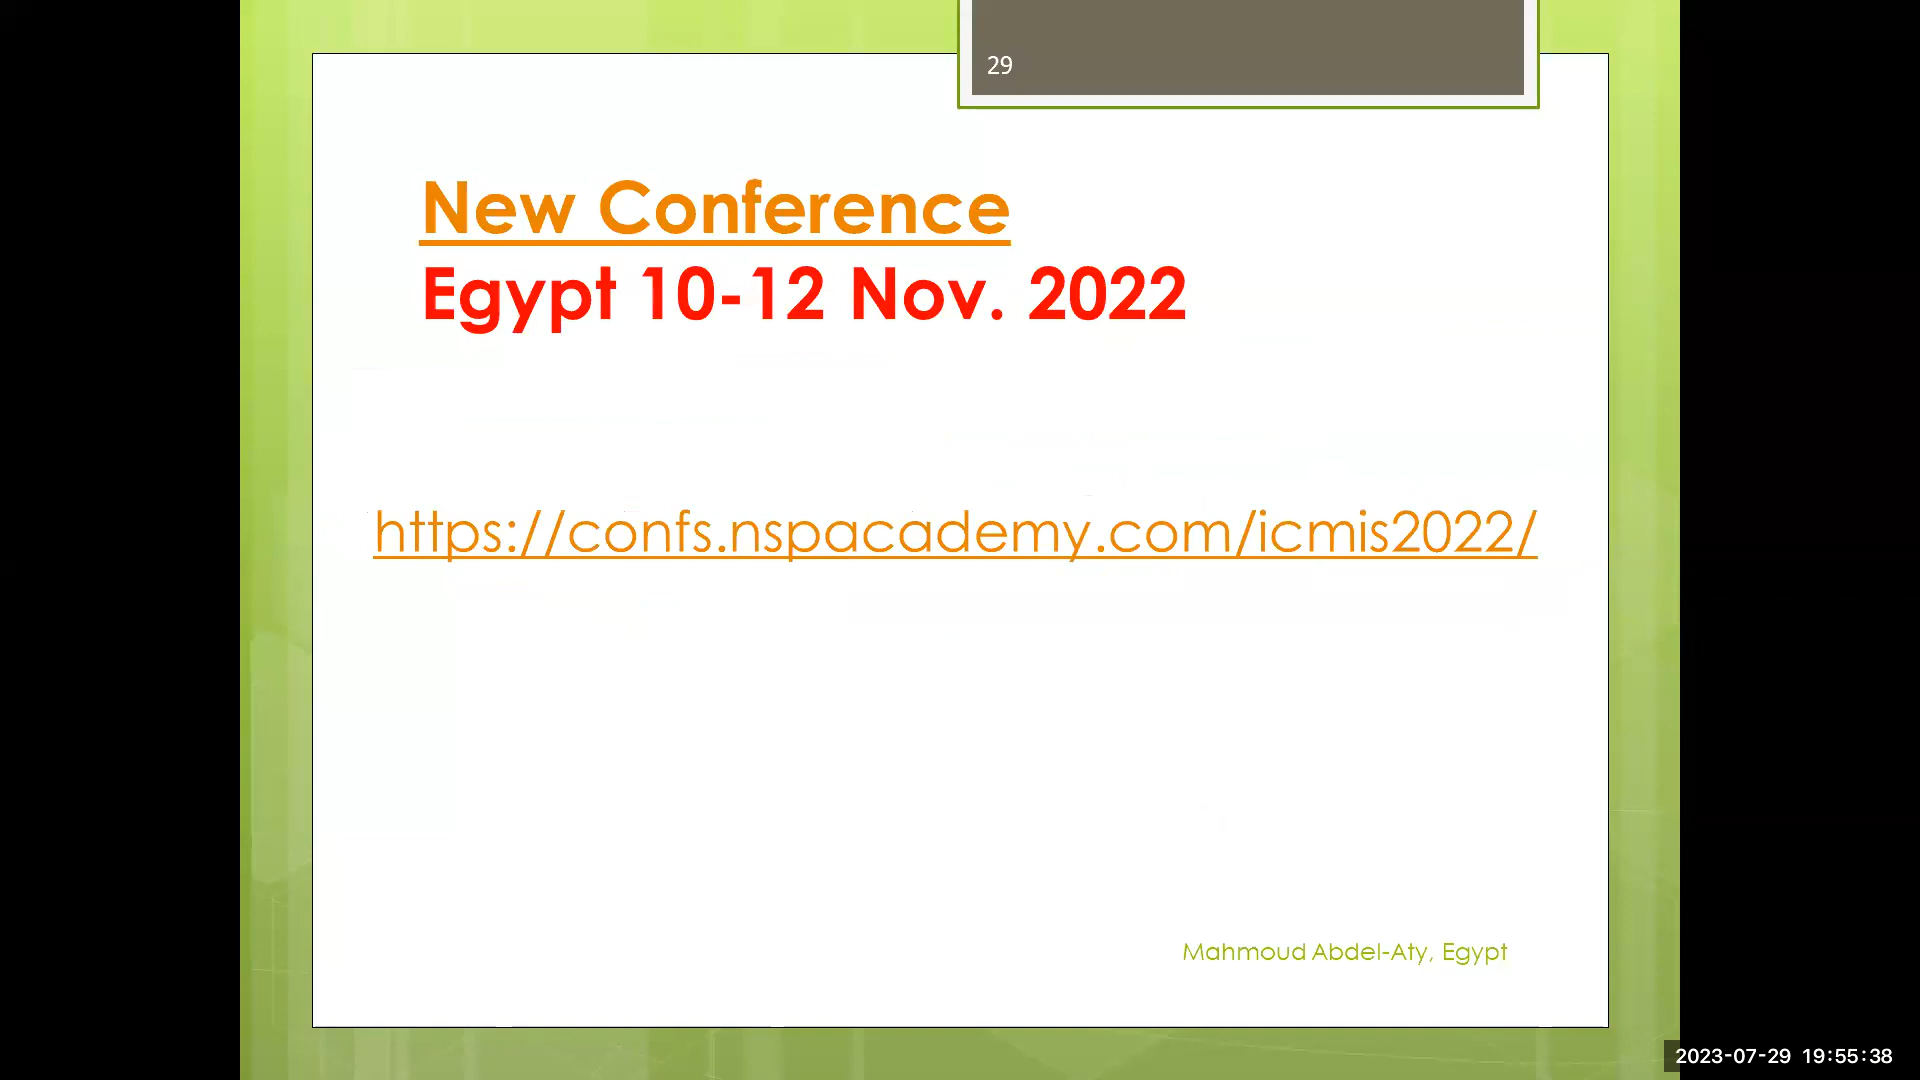 29
New Conference
Egypt 10-12 Nov. 2022
https://confs.nspacademy.com/icmis2022/
Mahmoud Abdel-Aty, Egypt
2023-07-29 19:55:38